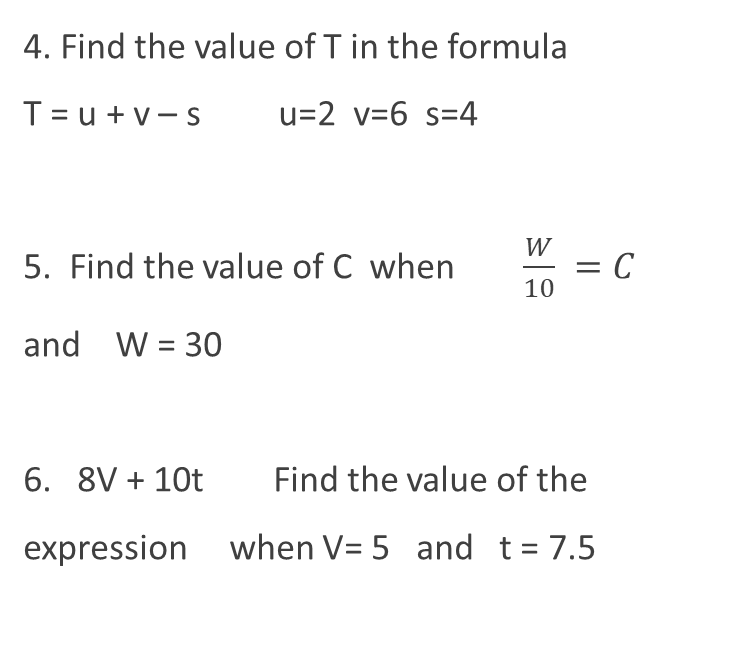 4. Find the value of T in the formula
T = u + v – s u=2 v=6 s=4
5. Find the value of C when W/10 = C
and W = 30
6. 8V + 10t Find the value of the
expression when V= 5 and t = 7.5